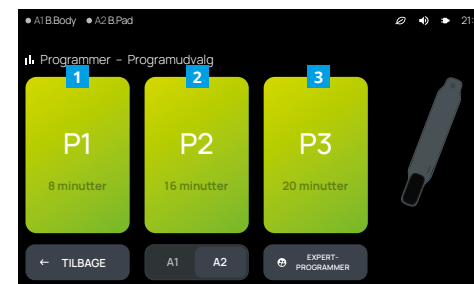 A1 B.Body A2 B.Pad
21:
Programmer – Programudvalg
1 2 3
P1 P2 P3
8 minutter 16 minutter 20 minutter
← TILBAGE A1 A2 EXPERT-
PROGRAMMER